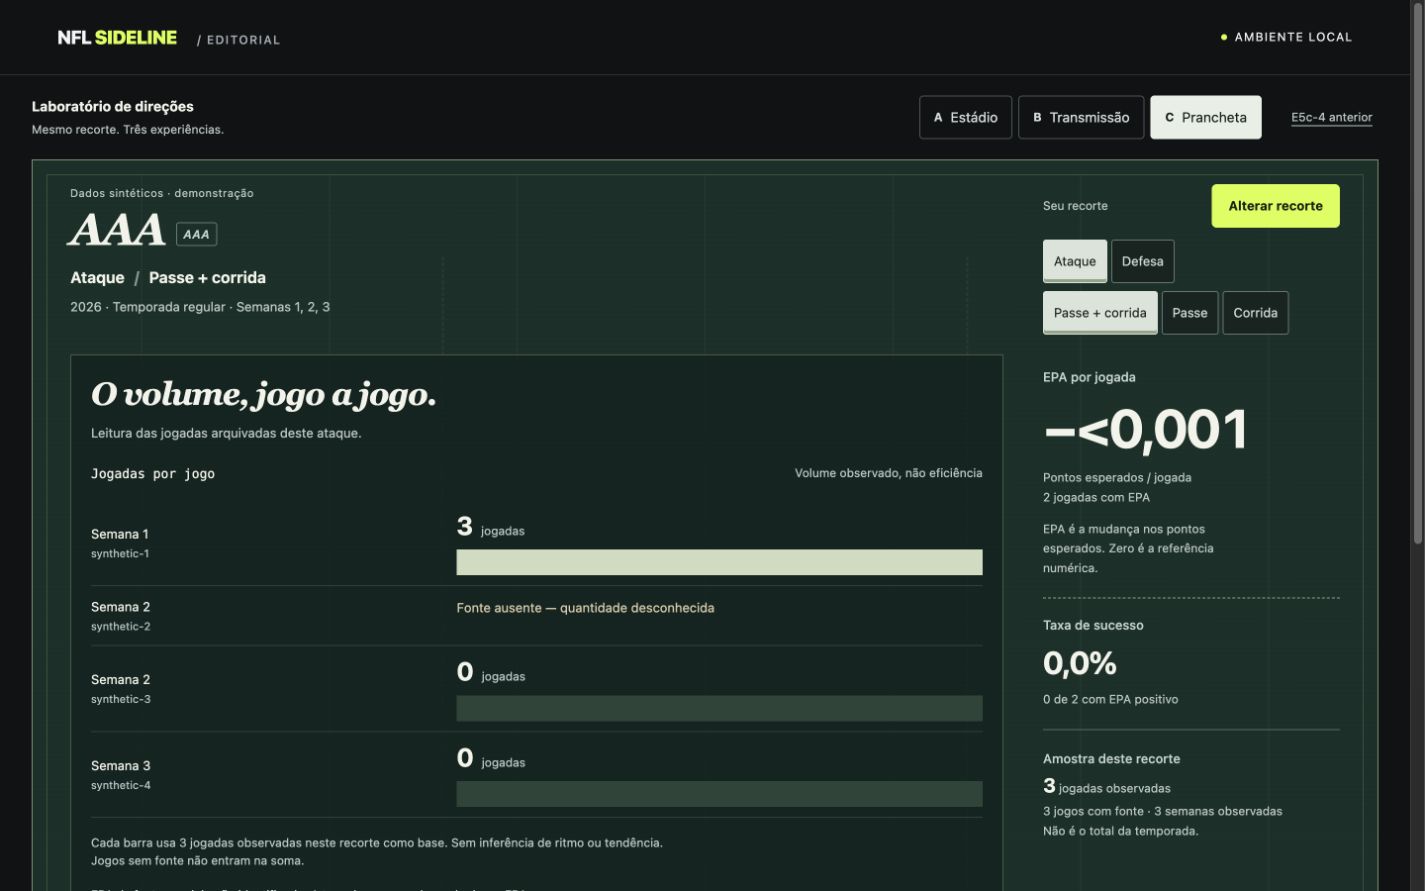 NFL SIDELINE / EDITORIAL
AMBIENTE LOCAL
Laboratório de direções
Mesmo recorte. Três experiências.
A Estádio
B Transmissão
C Prancheta
E5c-4 anterior
Dados sintéticos · demonstração
AAA AAA
Ataque / Passe + corrida
2026 · Temporada regular · Semanas 1, 2, 3
Seu recorte
Alterar recorte
Ataque
Defesa
Passe + corrida
Passe
Corrida
O volume, jogo a jogo.
Leitura das jogadas arquivadas deste ataque.
Jogadas por jogo
Volume observado, não eficiência
Semana 1
synthetic-1
3 jogadas
Semana 2
synthetic-2
Fonte ausente — quantidade desconhecida
Semana 2
synthetic-3
0 jogadas
Semana 3
synthetic-4
0 jogadas
Cada barra usa 3 jogadas observadas neste recorte como base. Sem inferência de ritmo ou tendência.
Jogos sem fonte não entram na soma.
EPA por jogada
−<0,001
Pontos esperados / jogada
2 jogadas com EPA
EPA é a mudança nos pontos
esperados. Zero é a referência
numérica.
Taxa de sucesso
0,0%
0 de 2 com EPA positivo
Amostra deste recorte
3 jogadas observadas
3 jogos com fonte · 3 semanas observadas
Não é o total da temporada.